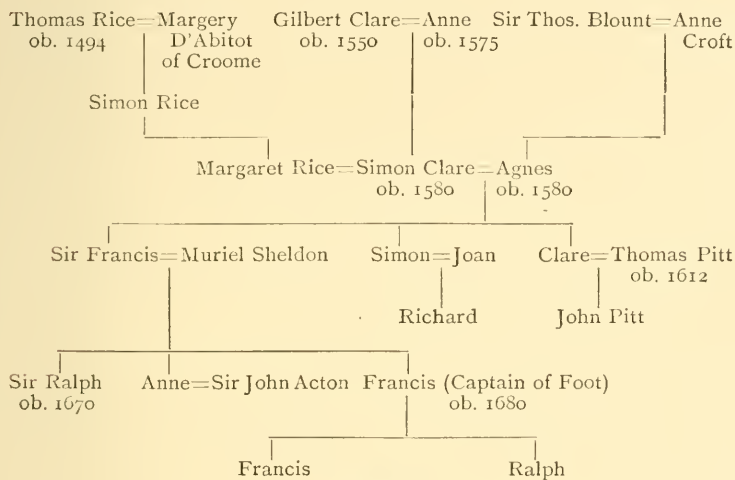 Thomas Rice=Margery Gilbert Clare=Anne Sir Thos. Blount=Anne
ob. 1494 D'Abitot ob. 1550 ob. 1575 Croft
of Croome
Simon Rice
Margaret Rice=Simon Clare=Agnes
ob. 1580 ob. 1580
Sir Francis=Muriel Sheldon Simon=Joan Clare=Thomas Pitt
ob. 1612
Richard John Pitt
Sir Ralph Anne=Sir John Acton Francis (Captain of Foot)
ob. 1670 ob. 1680
Francis Ralph